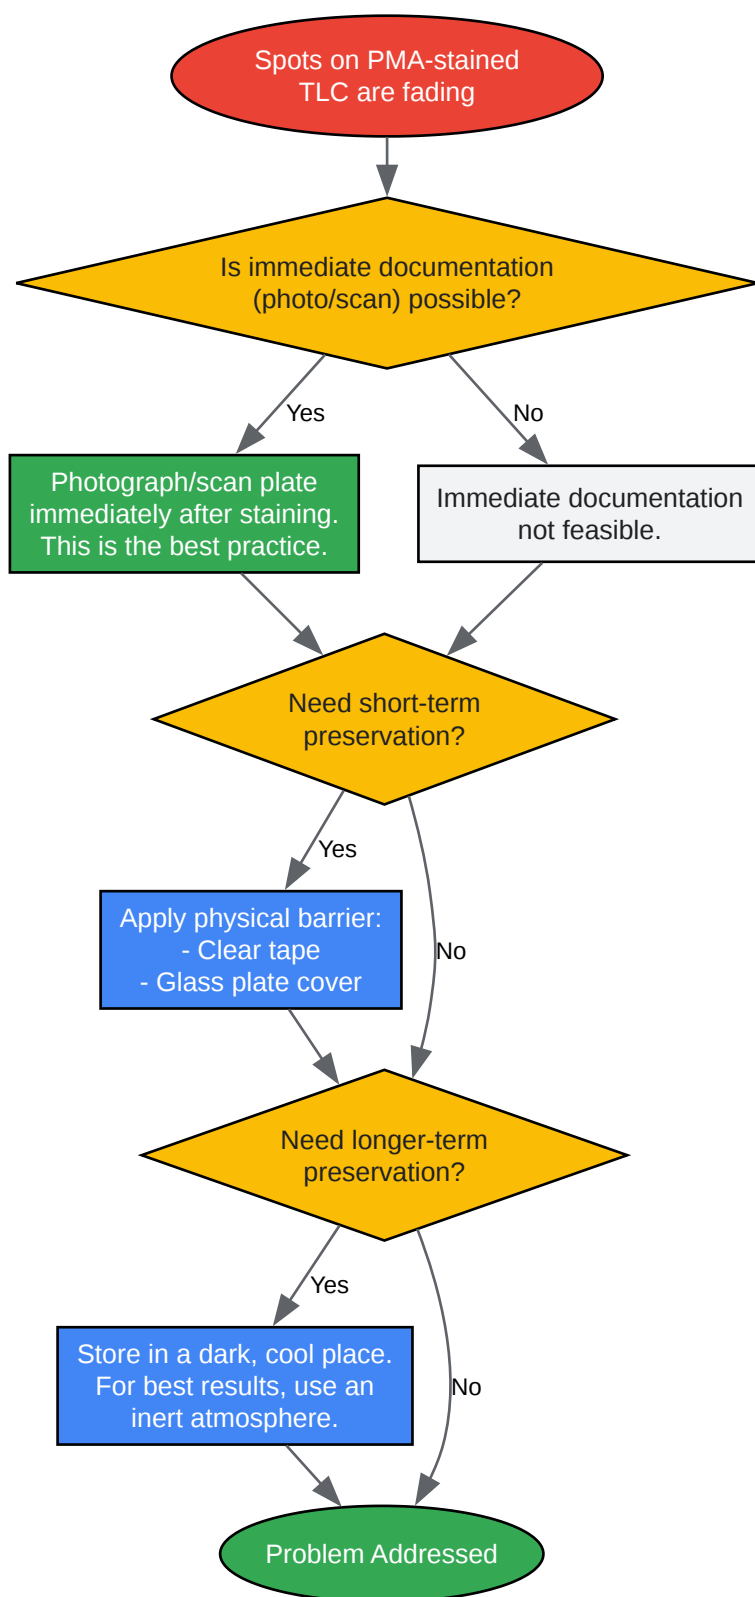 Spots on PMA-stained
TLC are fading
Is immediate documentation
(photo/scan) possible?
Yes
No
Photograph/scan plate
immediately after staining.
This is the best practice.
Immediate documentation
not feasible.
Need short-term
preservation?
Yes
Apply physical barrier:
- Clear tape
- Glass plate cover
No
Need longer-term
preservation?
Yes
Store in a dark, cool place.
For best results, use an
inert atmosphere.
No
Problem Addressed